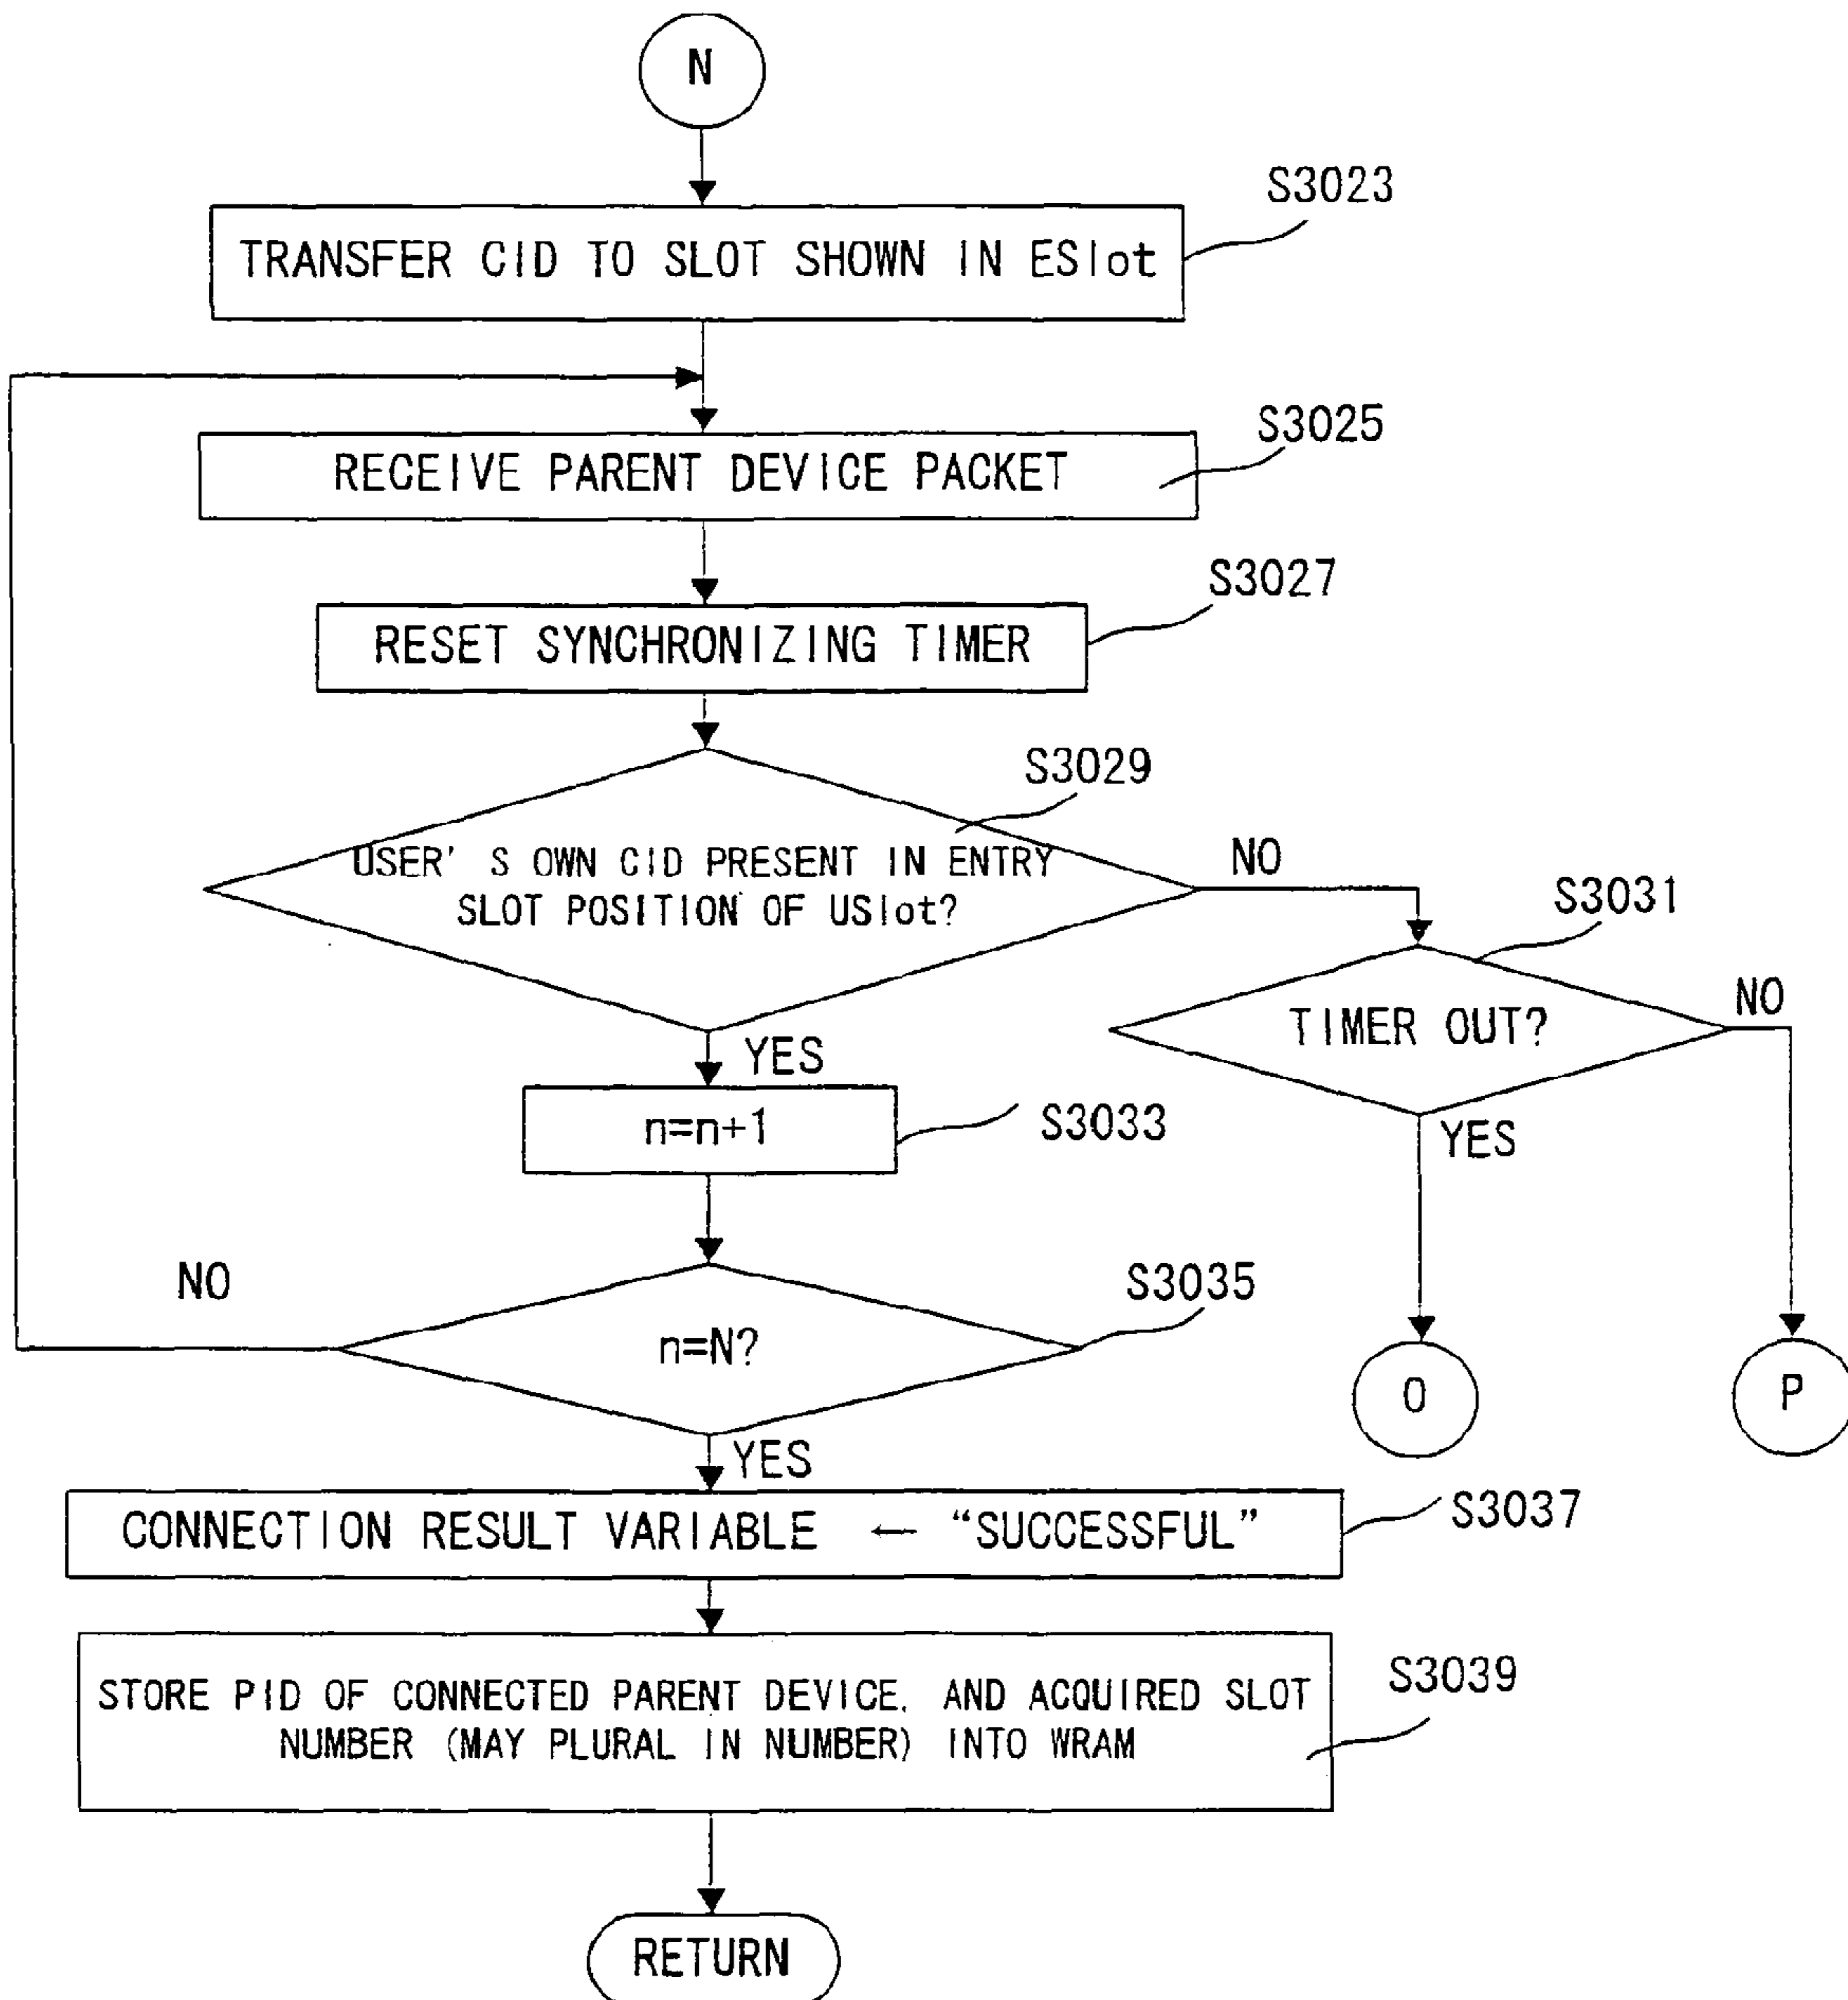 N
S3023
TRANSFER CID TO SLOT SHOWN IN ESlot
S3025
RECEIVE PARENT DEVICE PACKET
S3027
RESET SYNCHRONIZING TIMER
S3029
USER' S OWN CID PRESENT IN ENTRY
SLOT POSITION OF USlot?
NO
S3031
TIMER OUT?
NO
YES
YES
n=n+1
S3033
NO
S3035
n=N?
O
P
YES
CONNECTION RESULT VARIABLE ← “SUCCESSFUL”
S3037
STORE PID OF CONNECTED PARENT DEVICE, AND ACQUIRED SLOT
NUMBER (MAY PLURAL IN NUMBER) INTO WRAM
S3039
RETURN